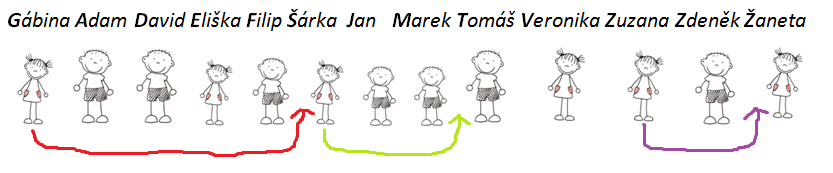 Gábina Adam David Eliška Filip Šárka Jan Marek Tomáš Veronika Zuzana Zdeněk Žaneta